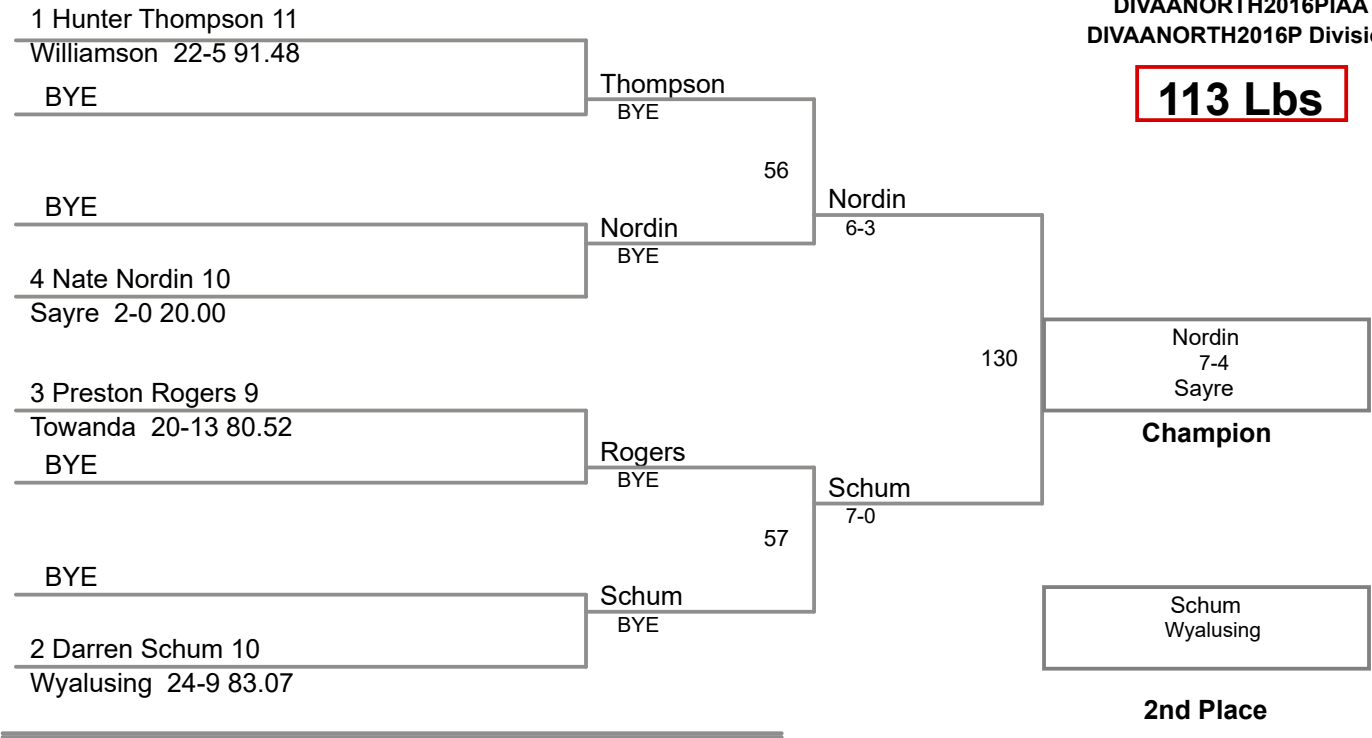 DIVAANORTH2016PIAA
DIVAANORTH2016P Divisi
113 Lbs
1 Hunter Thompson 11
Williamson 22-5 91.48
BYE
Thompson
BYE
56
BYE
Nordin
BYE
4 Nate Nordin 10
Sayre 2-0 20.00
Nordin
6-3
3 Preston Rogers 9
Towanda 20-13 80.52
BYE
Rogers
BYE
57
BYE
Schum
BYE
2 Darren Schum 10
Wyalusing 24-9 83.07
Schum
7-0
130
Nordin
7-4
Sayre
Champion
Schum
Wyalusing
2nd Place